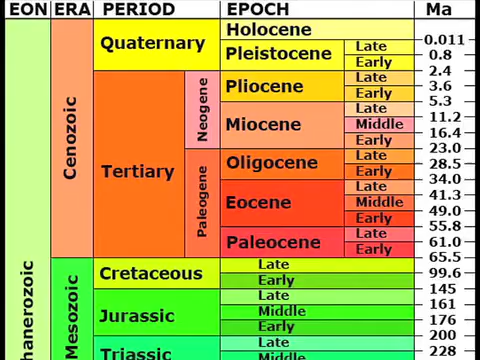 EON ERA PERIOD EPOCH Ma
Holocene
0.011
Quaternary Pleistocene Late
0.8
Early
2.4
Pliocene Late
3.6
Early
5.3
Neogene Miocene Late
11.2
Middle
16.4
Early
23.0
Cenozoic Tertiary Oligocene Late
28.5
Early
34.0
Paleogene Eocene Late
41.3
Middle
49.0
Early
55.8
Paleocene Late
61.0
Early
65.5
Cretaceous Late
99.6
Early
145
hanerozoic Mesozoic Jurassic Late
161
Middle
176
Early
200
Triassic Late
228
Middle